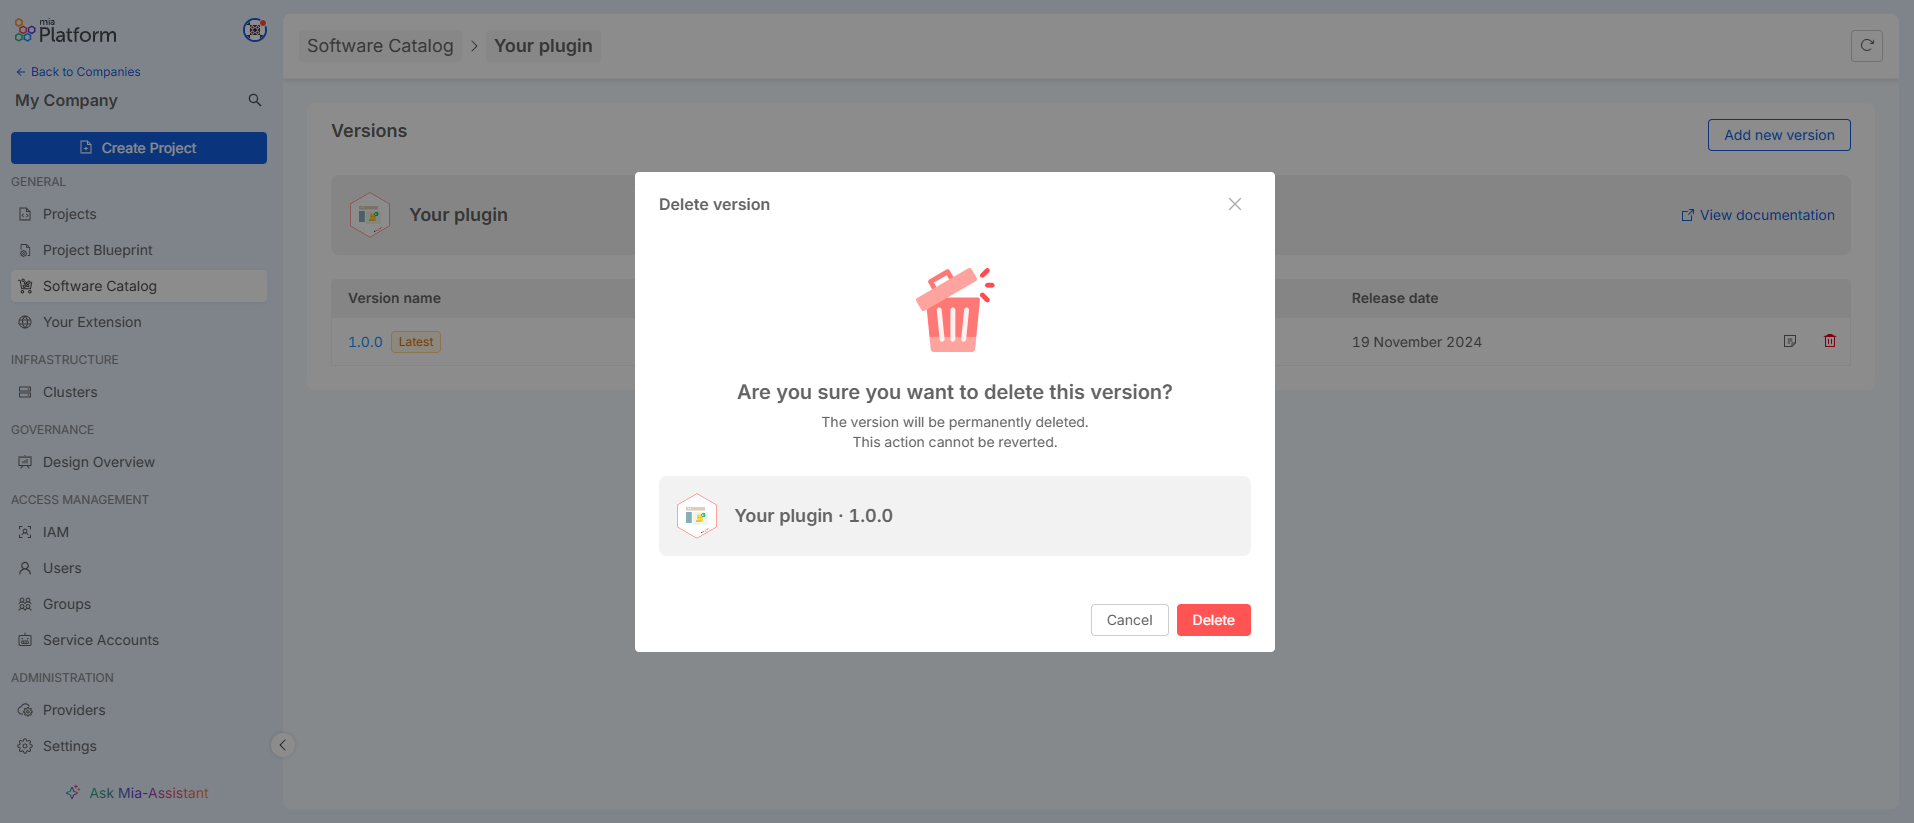 mia
Platform
Back to Companies
My Company
Create Project
GENERAL
Projects
Project Blueprint
Software Catalog
Your Extension
INFRASTRUCTURE
Clusters
GOVERNANCE
Design Overview
ACCESS MANAGEMENT
IAM
Users
Groups
Service Accounts
ADMINISTRATION
Providers
Settings
Ask Mia-Assistant
Software Catalog > Your plugin
Versions
Add new version
Your plugin
View documentation
Version name
Release date
1.0.0 Latest
19 November 2024
Delete version
Are you sure you want to delete this version?
The version will be permanently deleted.
This action cannot be reverted.
Your plugin · 1.0.0
Cancel
Delete